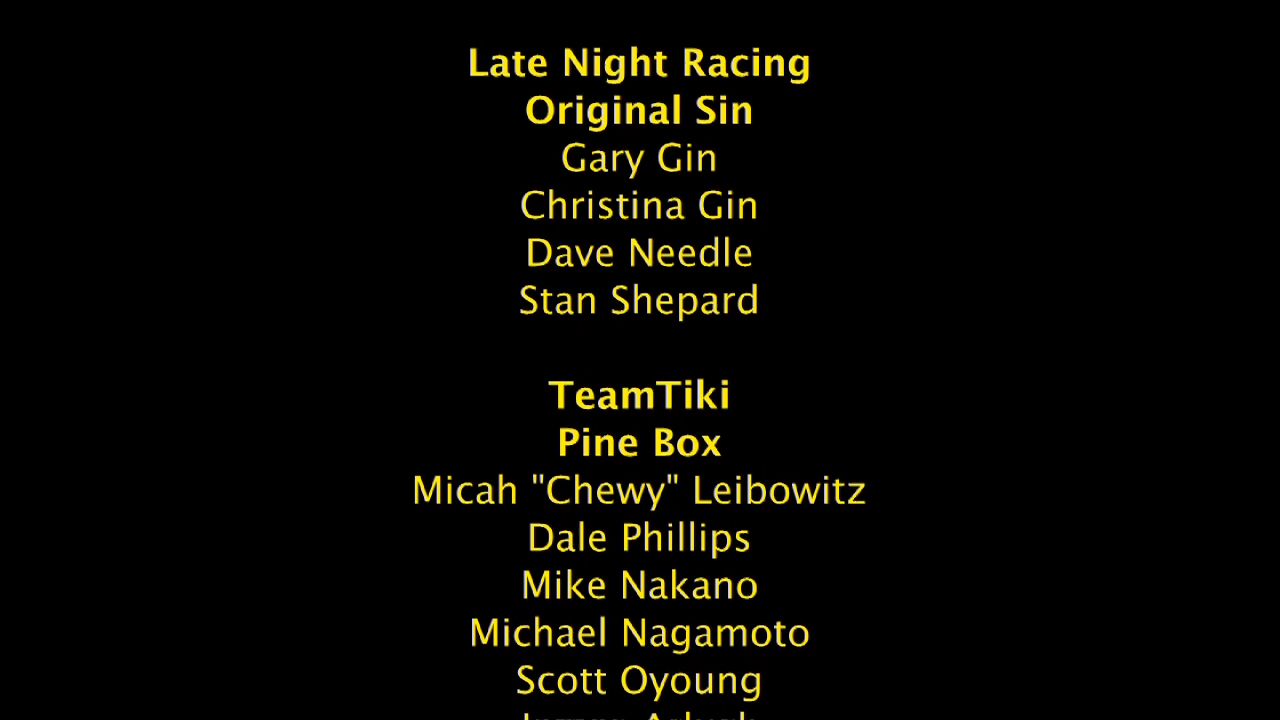 Late Night Racing
Original Sin
Gary Gin
Christina Gin
Dave Needle
Stan Shepard
TeamTiki
Pine Box
Micah "Chewy" Leibowitz
Dale Phillips
Mike Nakano
Michael Nagamoto
Scott Oyoung